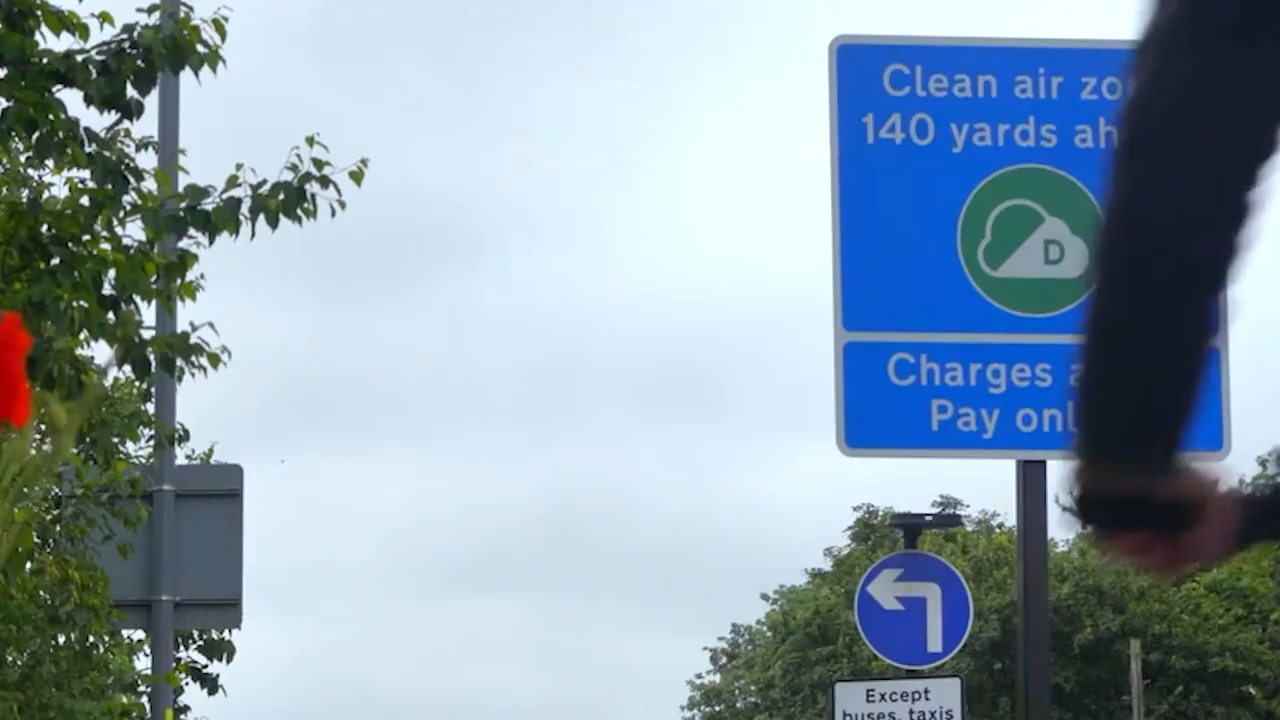 Clean air zo
140 yards ah
D
Charges a
Pay onl
Except
buses, taxis